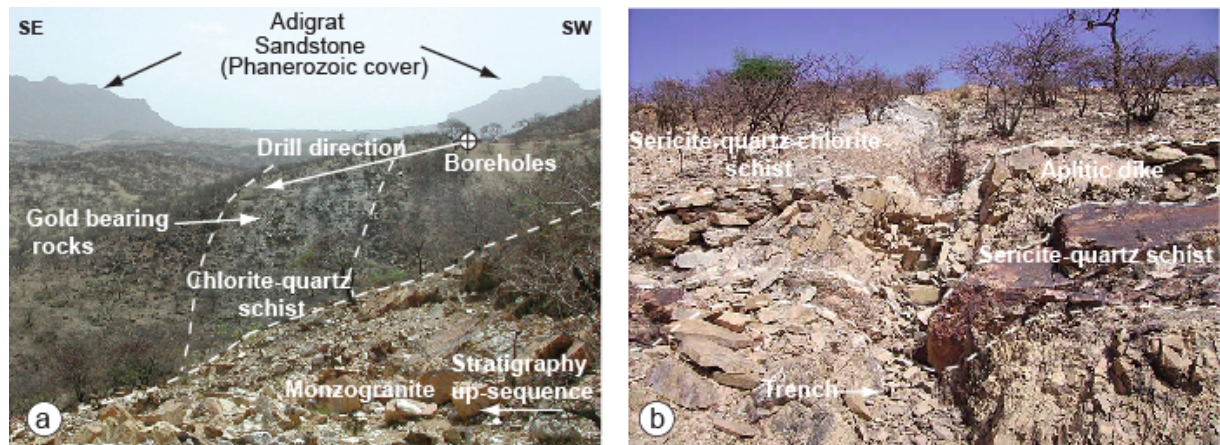 SE
Adigrat
Sandstone
(Phanerozoic cover)
SW
Drill direction
Boreholes
Gold bearing
rocks
Chlorite-quartz
schist
Stratigraphy
up-sequence
Monzogranite
a
Sericite-quartz-chlorite
schist
Aplitic dike
Sericite-quartz schist
Trench
b